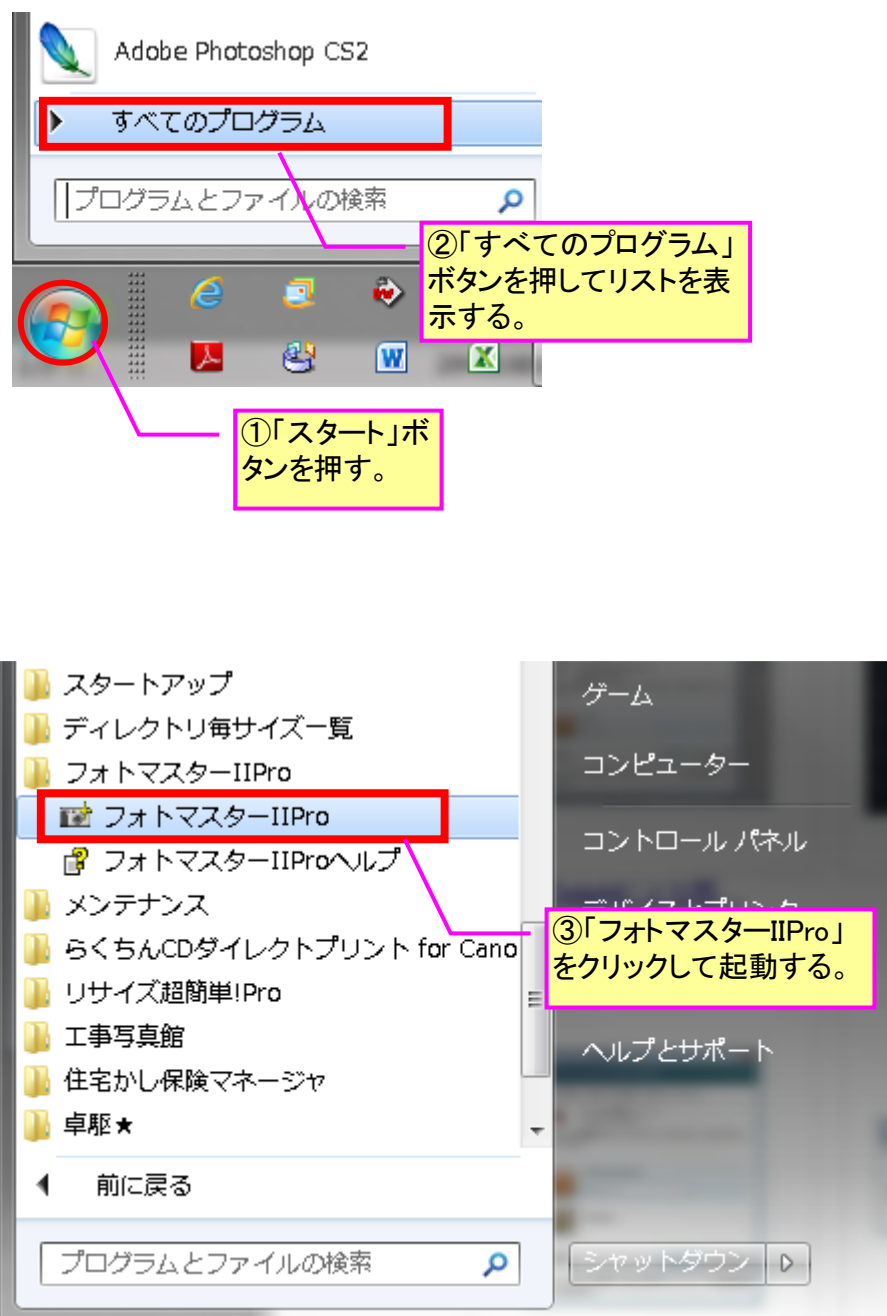 Adobe Photoshop CS2
すべてのプログラム
プログラムとファイルの検索
②「すべてのプログラム」
ボタンを押してリストを表
示する。
①「スタート」ボ
タンを押す。
スタートアップ
ディレクトリ毎サイズ一覧
フォトマスターIIPro
フォトマスターIIPro
フォトマスターIIProヘルプ
メンテナンス
らくちんCDダイレクトプリント for Cano
リサイズ超簡単!Pro
工事写真館
住宅かし保険マネージャ
卓駆★
前に戻る
プログラムとファイルの検索
ゲーム
コンピューター
コントロール パネル
③「フォトマスターIIPro」
をクリックして起動する。
ヘルプとサポート
シャットダウン